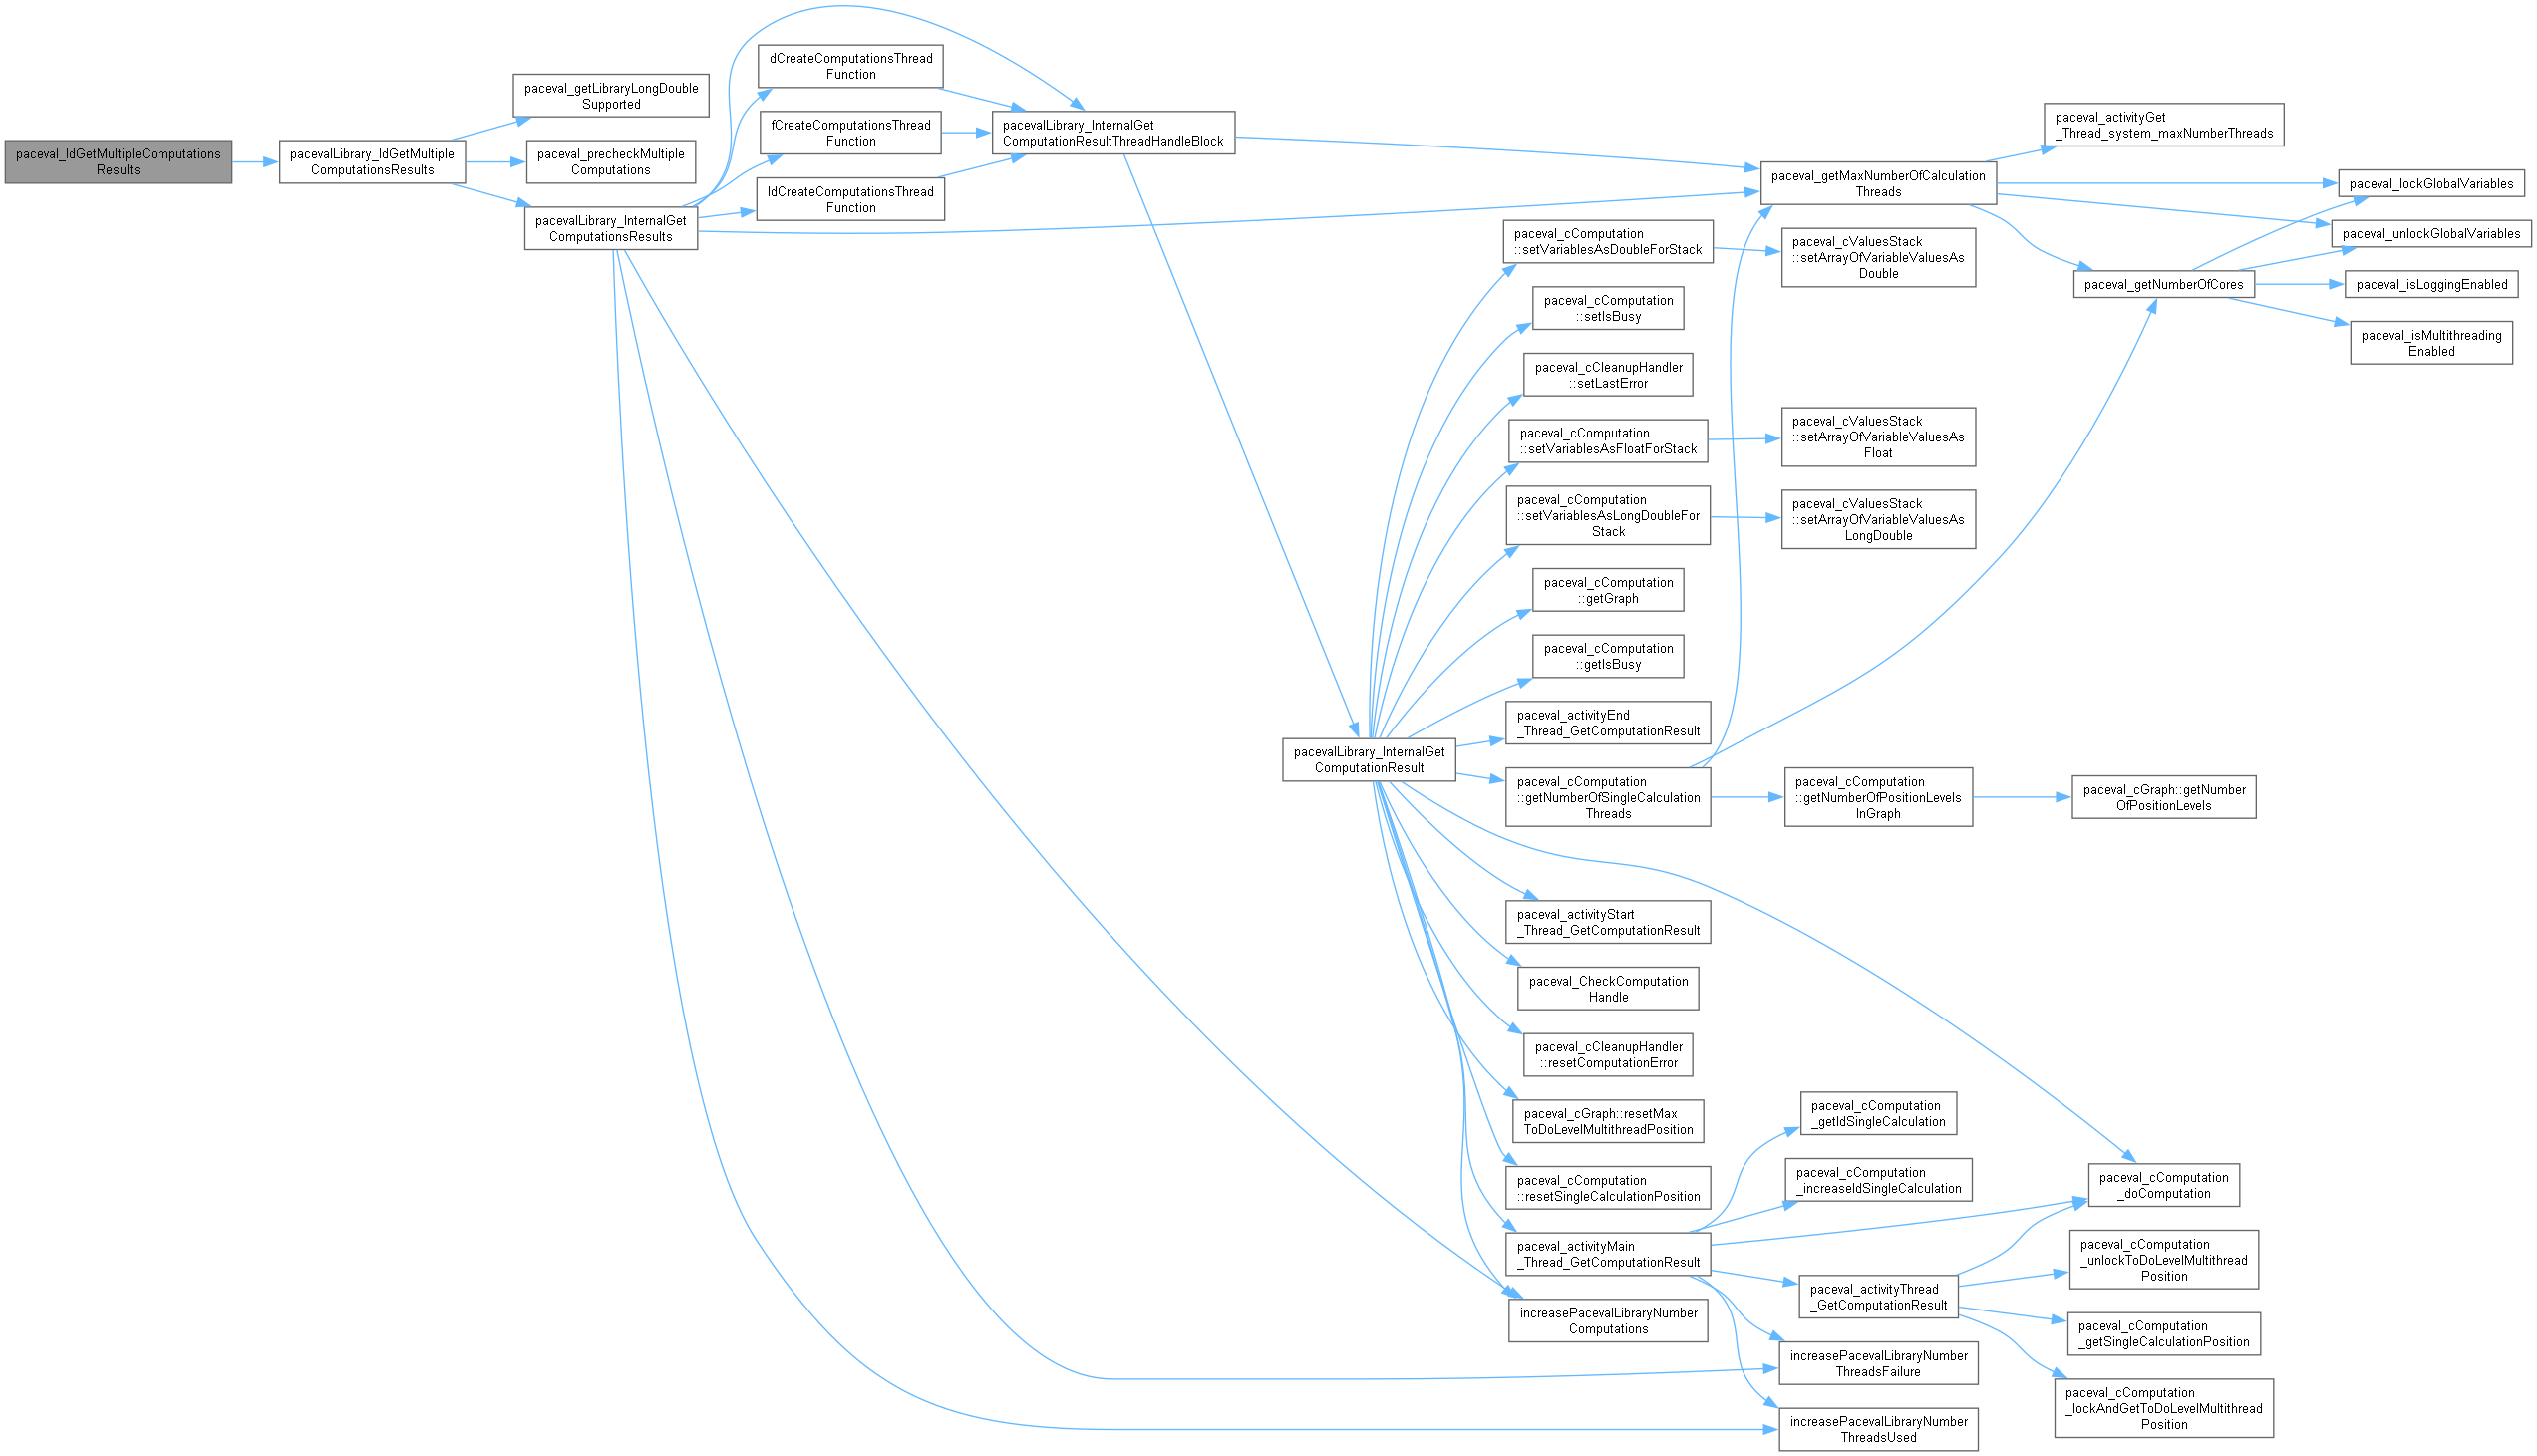 paceval_ldGetMultipleComputations
Results
pacevalLibrary_ldGetMultiple
ComputationsResults
paceval_getLibraryLongDouble
Supported
paceval_precheckMultiple
Computations
pacevalLibrary_InternalGet
ComputationsResults
dCreateComputationsThread
Function
fCreateComputationsThread
Function
ldCreateComputationsThread
Function
pacevalLibrary_InternalGet
ComputationResultThreadHandleBlock
pacevalLibrary_InternalGet
ComputationResult
paceval_cComputation
::setVariablesAsDoubleForStack
paceval_cComputation
::setIsBusy
paceval_cCleanupHandler
::setLastError
paceval_cComputation
::setVariablesAsFloatForStack
paceval_cComputation
::setVariablesAsLongDoubleFor
Stack
paceval_cComputation
::getGraph
paceval_cComputation
::getIsBusy
paceval_activityEnd
_Thread_GetComputationResult
paceval_cComputation
::getNumberOfSingleCalculation
Threads
paceval_activityStart
_Thread_GetComputationResult
paceval_CheckComputation
Handle
paceval_cCleanupHandler
::resetComputationError
paceval_cGraph::resetMax
ToDoLevelMultithreadPosition
paceval_cComputation
::resetSingleCalculationPosition
paceval_activityMain
_Thread_GetComputationResult
increasePacevalLibraryNumber
Computations
paceval_getMaxNumberOfCalculation
Threads
paceval_cValuesStack
::setArrayOfVariableValuesAs
Double
paceval_cValuesStack
::setArrayOfVariableValuesAs
Float
paceval_cValuesStack
::setArrayOfVariableValuesAs
LongDouble
paceval_cComputation
::getNumberOfPositionLevels
InGraph
paceval_cComputation
_getIdSingleCalculation
paceval_cComputation
_increaseIdSingleCalculation
paceval_activityThread
_GetComputationResult
increasePacevalLibraryNumber
ThreadsFailure
increasePacevalLibraryNumber
ThreadsUsed
paceval_activityGet
_Thread_system_maxNumberThreads
paceval_getNumberOfCores
paceval_cGraph::getNumber
OfPositionLevels
paceval_cComputation
_doComputation
paceval_cComputation
_unlockToDoLevelMultithread
Position
paceval_cComputation
_getSingleCalculationPosition
paceval_cComputation
_lockAndGetToDoLevelMultithread
Position
paceval_lockGlobalVariables
paceval_unlockGlobalVariables
paceval_isLoggingEnabled
paceval_isMultithreading
Enabled